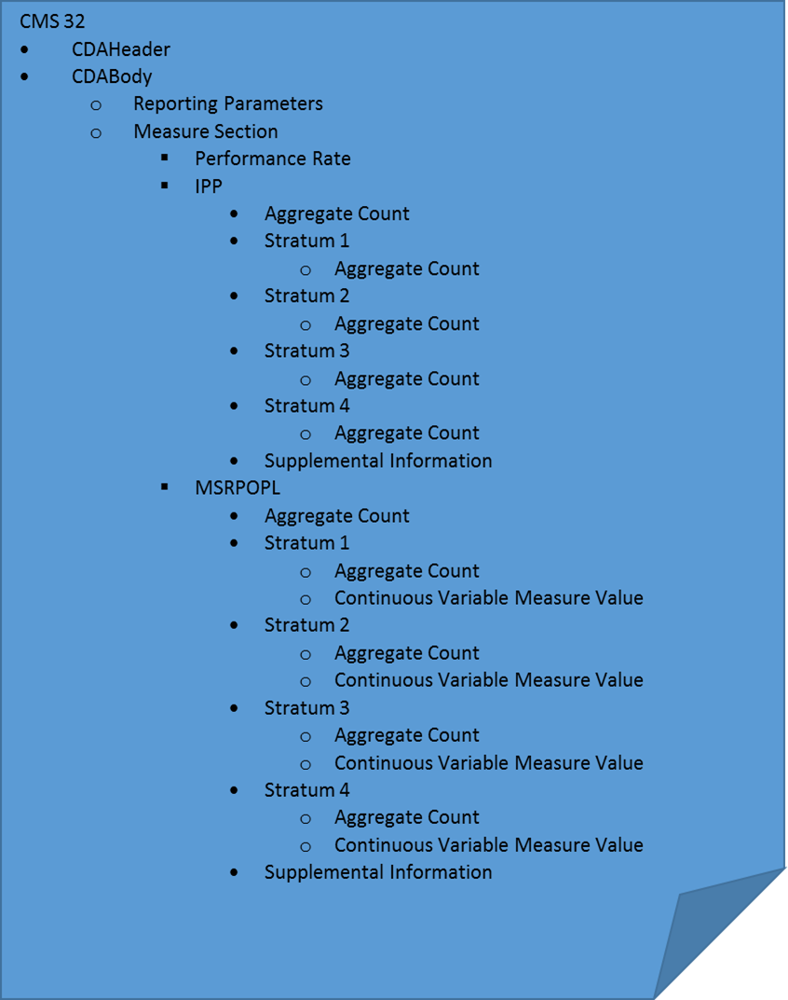 CMS 32
• CDAHeader
• CDABody
o Reporting Parameters
o Measure Section
▪ Performance Rate
▪ IPP
• Aggregate Count
• Stratum 1
o Aggregate Count
• Stratum 2
o Aggregate Count
• Stratum 3
o Aggregate Count
• Stratum 4
o Aggregate Count
• Supplemental Information
▪ MSRPOPL
• Aggregate Count
• Stratum 1
o Aggregate Count
o Continuous Variable Measure Value
• Stratum 2
o Aggregate Count
o Continuous Variable Measure Value
• Stratum 3
o Aggregate Count
o Continuous Variable Measure Value
• Stratum 4
o Aggregate Count
o Continuous Variable Measure Value
• Supplemental Information